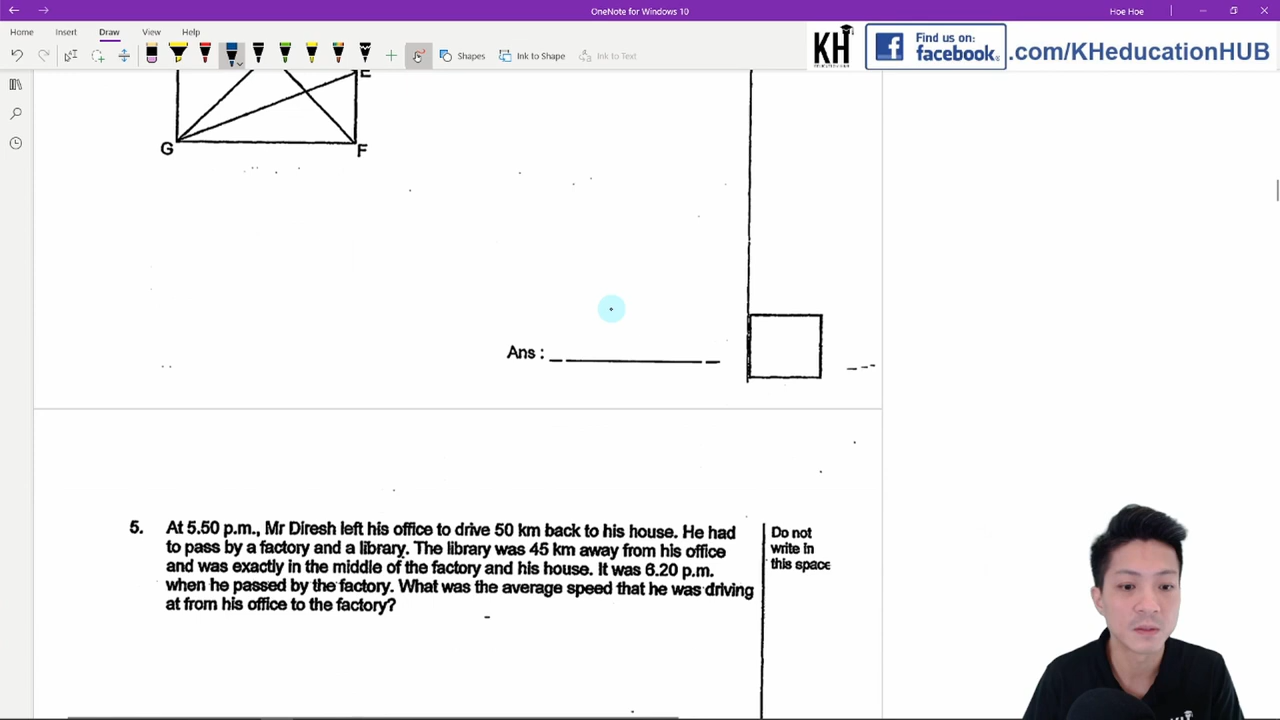 OneNote for Windows 10
Hoe Hoe
Home
Insert
Draw
View
Help
Shapes
Ink to Shape
Ink to Text
KH
Find us on:
facebook.
.com/KHeducationHUB
E
G
F
Ans :
5. At 5.50 p.m., Mr Diresh left his office to drive 50 km back to his house. He had
to pass by a factory and a library. The library was 45 km away from his office
and was exactly in the middle of the factory and his house. It was 6.20 p.m.
when he passed by the factory. What was the average speed that he was driving
at from his office to the factory?
Do not
write in
this space
KH